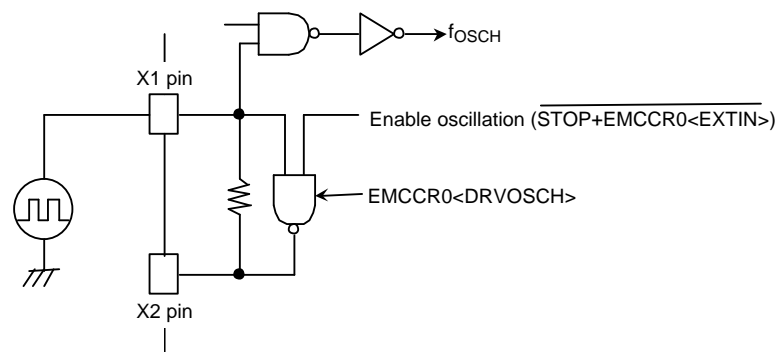 fOSCH
X1 pin
Enable oscillation (STOP+EMCCR0<EXTIN>)
EMCCR0<DRVOSCH>
X2 pin